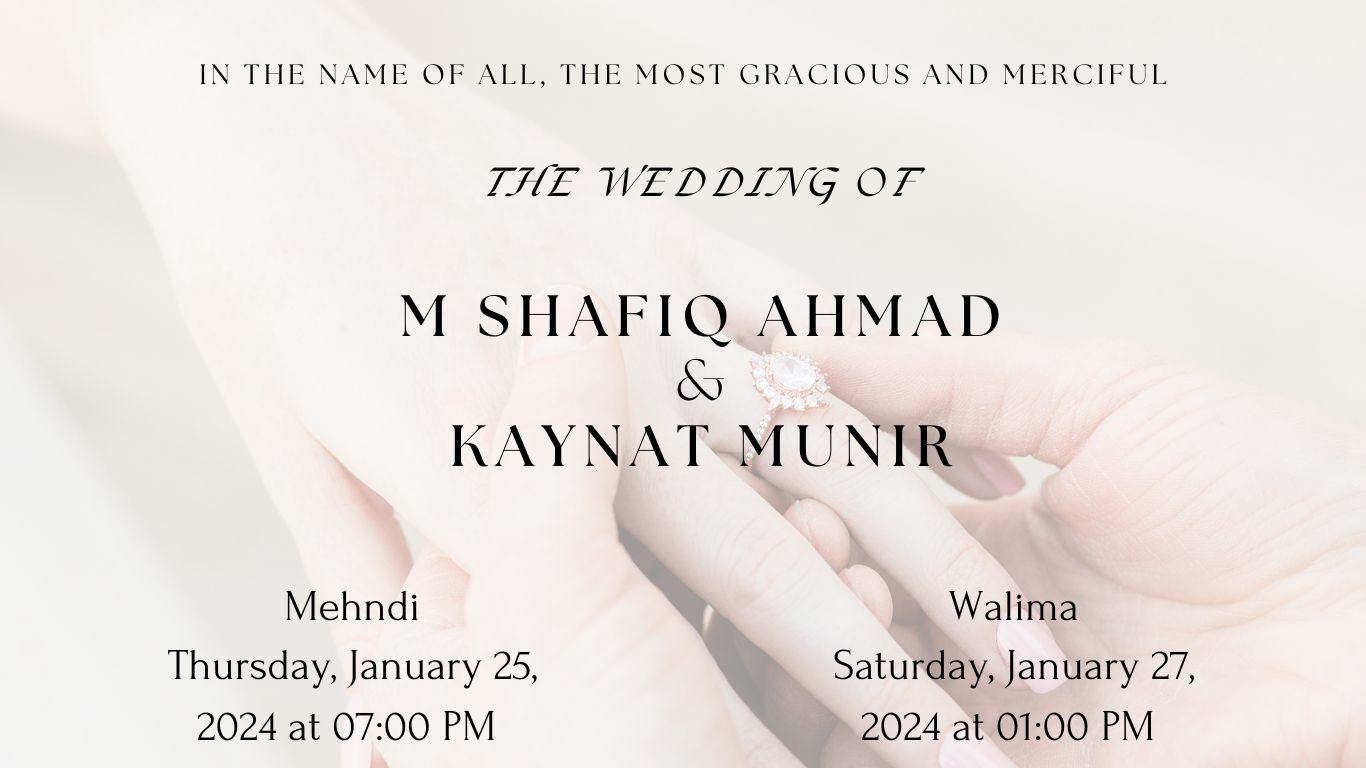 IN THE NAME OF ALL, THE MOST GRACIOUS AND MERCIFUL
THE WEDDING OF
M SHAFIQ AHMAD
&
KAYNAT MUNIR
Mehndi
Thursday, January 25,
2024 at 07:00 PM
Walima
Saturday, January 27,
2024 at 01:00 PM